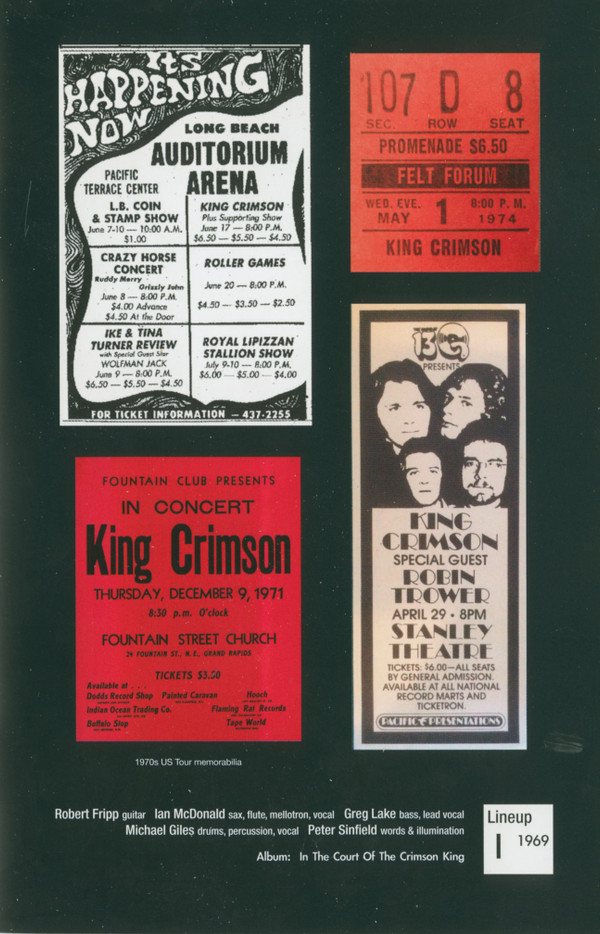 It's
HAPPENING
NOW
LONG BEACH
AUDITORIUM
ARENA
PACIFIC
TERRACE CENTER
L.B. COIN
& STAMP SHOW
June 7-10 — 10:00 A.M.
$1.00
KING CRIMSON
Plus Supporting Show
June 17 — 8:00 P.M.
$6.50 — $5.50 — $4.50
CRAZY HORSE
CONCERT
Ruddy Merry
Grizzly John
June 8 — 8:00 P.M.
$4.00 Advance
$4.50 At the Door
ROLLER GAMES
June 20 — 8:00 P.M.
$4.50 — $3.50 — $2.50
IKE & TINA
TURNER REVIEW
with Special Guest Star
WOLFMAN JACK
June 9 — 8:00 P.M.
$6.50 — $5.50 — $4.50
ROYAL LIPIZZAN
STALLION SHOW
July 9-10 — 8:00 P.M.
$6.00 — $5.00 — $4.00
FOR TICKET INFORMATION — 437-2255
107 D 8
SEC. ROW SEAT
PROMENADE $6.50
FELT FORUM
WED. EVE. 8:00 P. M.
MAY 1 1974
KING CRIMSON
FOUNTAIN CLUB PRESENTS
IN CONCERT
King Crimson
THURSDAY, DECEMBER 9, 1971
8:30 p.m. O'clock
FOUNTAIN STREET CHURCH
24 FOUNTAIN ST., N.E., GRAND RAPIDS
TICKETS $3.50
Available at . . .
Dodds Record Shop Painted Caravan Hooch
Indian Ocean Trading Co. Flaming Rat Records
Buffalo Stop Tape World
13Q
PRESENTS
KING
CRIMSON
SPECIAL GUEST
ROBIN
TROWER
APRIL 29 • 8PM
STANLEY
THEATRE
TICKETS: $6.00—ALL SEATS
BY GENERAL ADMISSION.
AVAILABLE AT ALL NATIONAL
RECORD MARTS AND
TICKETRON.
PACIFIC PRESENTATIONS
1970s US Tour memorabilia
Robert Fripp guitar Ian McDonald sax, flute, mellotron, vocal Greg Lake bass, lead vocal
Michael Giles drums, percussion, vocal Peter Sinfield words & illumination
Album: In The Court Of The Crimson King
Lineup
1 1969